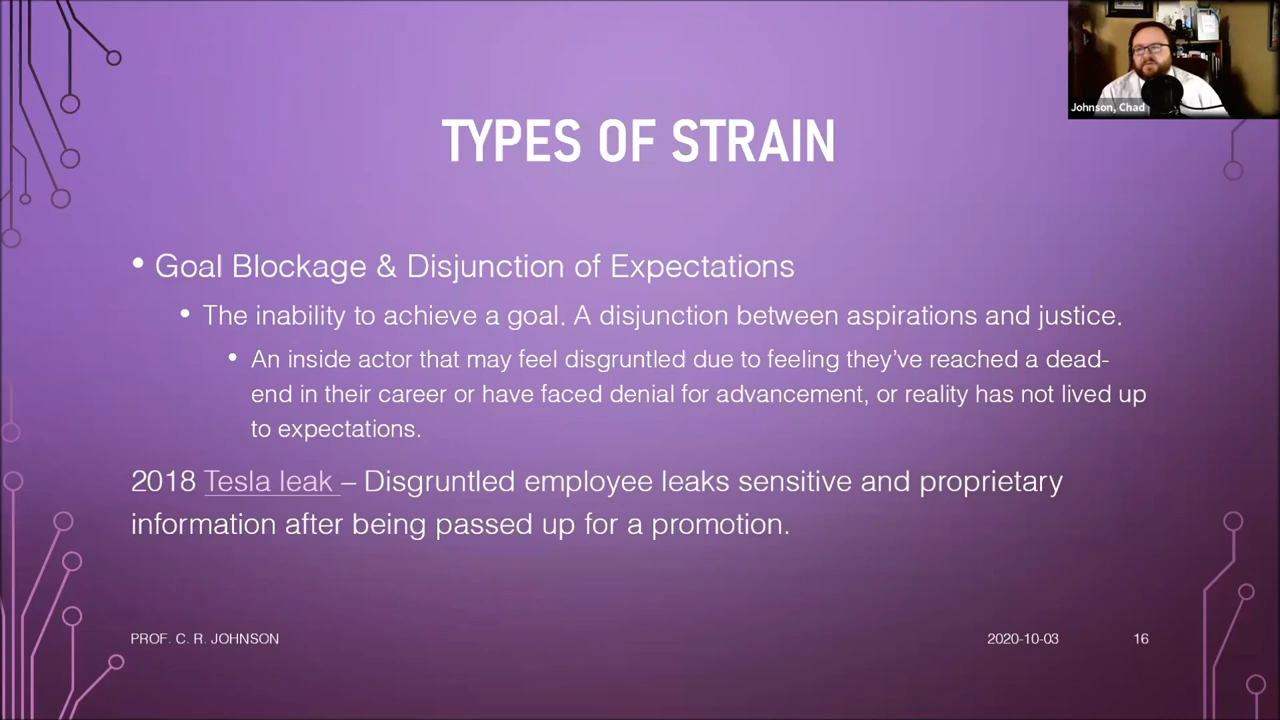 Johnson, Chad
TYPES OF STRAIN
• Goal Blockage & Disjunction of Expectations
• The inability to achieve a goal. A disjunction between aspirations and justice.
• An inside actor that may feel disgruntled due to feeling they’ve reached a dead-
end in their career or have faced denial for advancement, or reality has not lived up
to expectations.
2018 Tesla leak – Disgruntled employee leaks sensitive and proprietary
information after being passed up for a promotion.
PROF. C. R. JOHNSON
2020-10-03
16